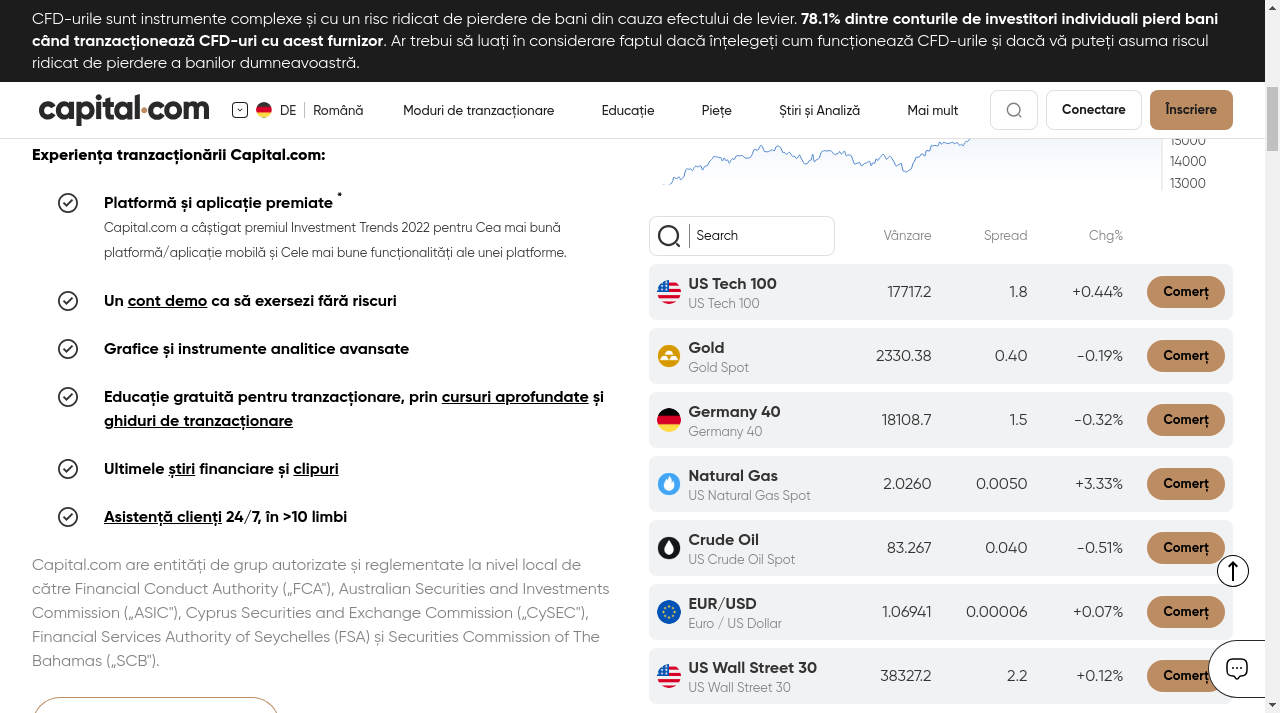 CFD-urile sunt instrumente complexe și cu un risc ridicat de pierdere de bani din cauza efectului de levier. 78.1% dintre conturile de investitori individuali pierd bani
când tranzacționează CFD-uri cu acest furnizor. Ar trebui să luați în considerare faptul dacă înțelegeți cum funcționează CFD-urile și dacă vă puteți asuma riscul
ridicat de pierdere a banilor dumneavoastră.
capital.com
DE Română
Moduri de tranzacționare
Educație
Piețe
Știri și Analiză
Mai mult
Conectare
Înscriere
Experiența tranzacționării Capital.com:
Platformă și aplicație premiate *
Capital.com a câștigat premiul Investment Trends 2022 pentru Cea mai bună
platformă/aplicație mobilă și Cele mai bune funcționalități ale unei platforme.
Un cont demo ca să exersezi fără riscuri
Grafice și instrumente analitice avansate
Educație gratuită pentru tranzacționare, prin cursuri aprofundate și
ghiduri de tranzacționare
Ultimele știri financiare și clipuri
Asistență clienți 24/7, în >10 limbi
Capital.com are entități de grup autorizate și reglementate la nivel local de
către Financial Conduct Authority („FCA"), Australian Securities and Investments
Commission („ASIC"), Cyprus Securities and Exchange Commission („CySEC"),
Financial Services Authority of Seychelles (FSA) și Securities Commission of The
Bahamas („SCB").
15000
14000
13000
Search
Vânzare
Spread
Chg%
US Tech 100
US Tech 100
17717.2
1.8
+0.44%
Comerț
Gold
Gold Spot
2330.38
0.40
-0.19%
Comerț
Germany 40
Germany 40
18108.7
1.5
-0.32%
Comerț
Natural Gas
US Natural Gas Spot
2.0260
0.0050
+3.33%
Comerț
Crude Oil
US Crude Oil Spot
83.267
0.040
-0.51%
Comerț
EUR/USD
Euro / US Dollar
1.06941
0.00006
+0.07%
Comerț
US Wall Street 30
US Wall Street 30
38327.2
2.2
+0.12%
Comerț